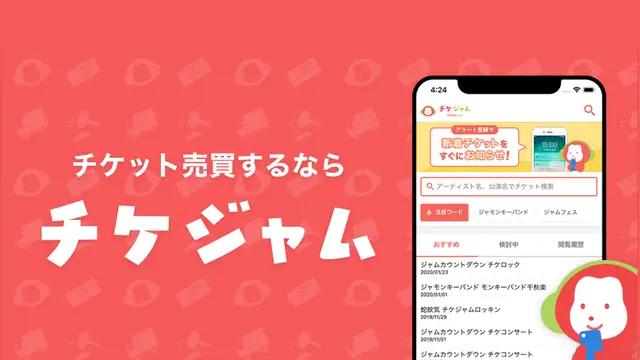 チケット売買するなら
チケジャム
4:24
チケジャム
アラート登録で
新着チケットを
すぐにお知らせ!
アーティスト名、公演名でチケット検索
注目ワード
ジャモンキーバンド
ジャムフェス
おすすめ
検討中
閲覧履歴
ジャムカウントダウン チケロック
2020/01/23
ジャモンキーバンド モンキーバンド千秋楽
2020/01/01
蛇紋気 チケジャムロッキン
2019/11/29
ジャムカウントダウン チケコンサート
2019/11/01
ジャムカウントダウン チケコンサート